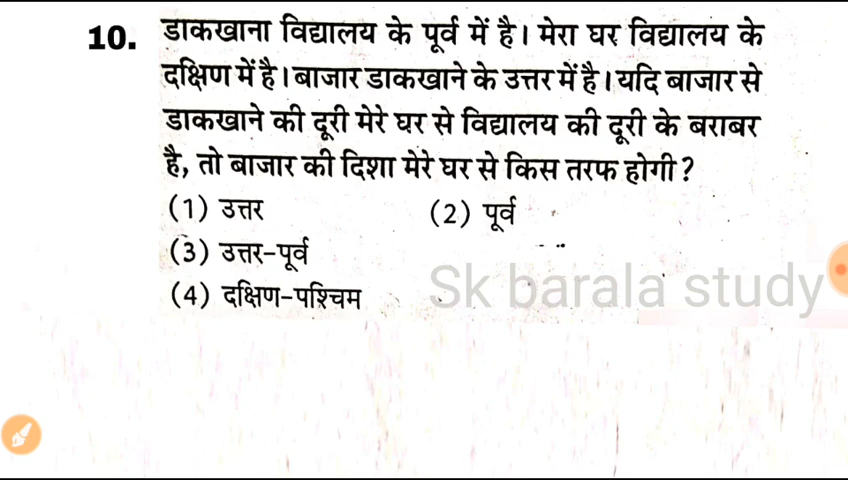 10. डाकखाना विद्यालय के पूर्व में है। मेरा घर विद्यालय के
दक्षिण में है। बाजार डाकखाने के उत्तर में है। यदि बाजार से
डाकखाने की दूरी मेरे घर से विद्यालय की दूरी के बराबर
है, तो बाजार की दिशा मेरे घर से किस तरफ होगी?
(1) उत्तर (2) पूर्व
(3) उत्तर-पूर्व
(4) दक्षिण-पश्चिम
Sk barala study